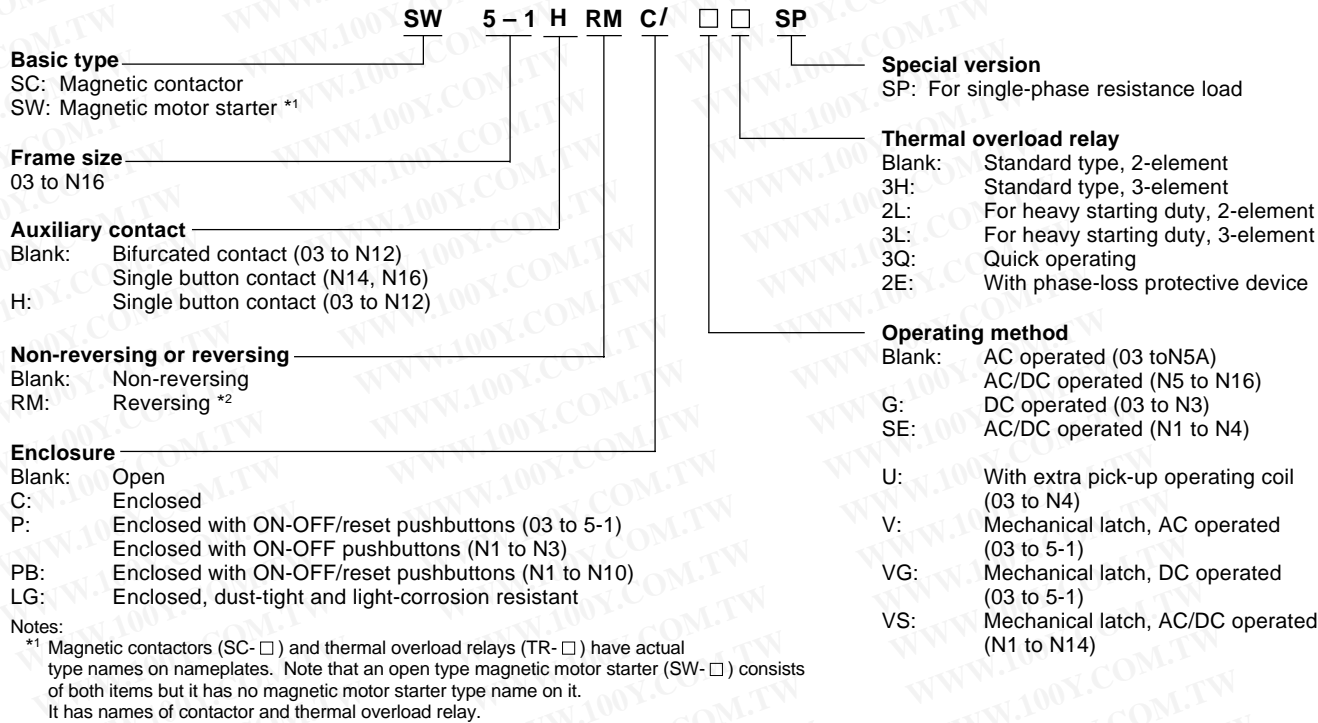 SW 5 – 1 H RM C/ □ □ SP
Basic type
SC: Magnetic contactor
SW: Magnetic motor starter *1
Frame size
03 to N16
Auxiliary contact
Blank: Bifurcated contact (03 to N12)
Single button contact (N14, N16)
H: Single button contact (03 to N12)
Non-reversing or reversing
Blank: Non-reversing
RM: Reversing *2
Enclosure
Blank: Open
C: Enclosed
P: Enclosed with ON-OFF/reset pushbuttons (03 to 5-1)
Enclosed with ON-OFF pushbuttons (N1 to N3)
PB: Enclosed with ON-OFF/reset pushbuttons (N1 to N10)
LG: Enclosed, dust-tight and light-corrosion resistant
Notes:
*1 Magnetic contactors (SC- □ ) and thermal overload relays (TR- □ ) have actual
type names on nameplates. Note that an open type magnetic motor starter (SW- □ ) consists
of both items but it has no magnetic motor starter type name on it.
It has names of contactor and thermal overload relay.
Special version
SP: For single-phase resistance load
Thermal overload relay
Blank: Standard type, 2-element
3H: Standard type, 3-element
2L: For heavy starting duty, 2-element
3L: For heavy starting duty, 3-element
3Q: Quick operating
2E: With phase-loss protective device
Operating method
Blank: AC operated (03 toN5A)
AC/DC operated (N5 to N16)
G: DC operated (03 to N3)
SE: AC/DC operated (N1 to N4)
U: With extra pick-up operating coil
(03 to N4)
V: Mechanical latch, AC operated
(03 to 5-1)
VG: Mechanical latch, DC operated
(03 to 5-1)
VS: Mechanical latch, AC/DC operated
(N1 to N14)
WWW.100Y.COM.TW